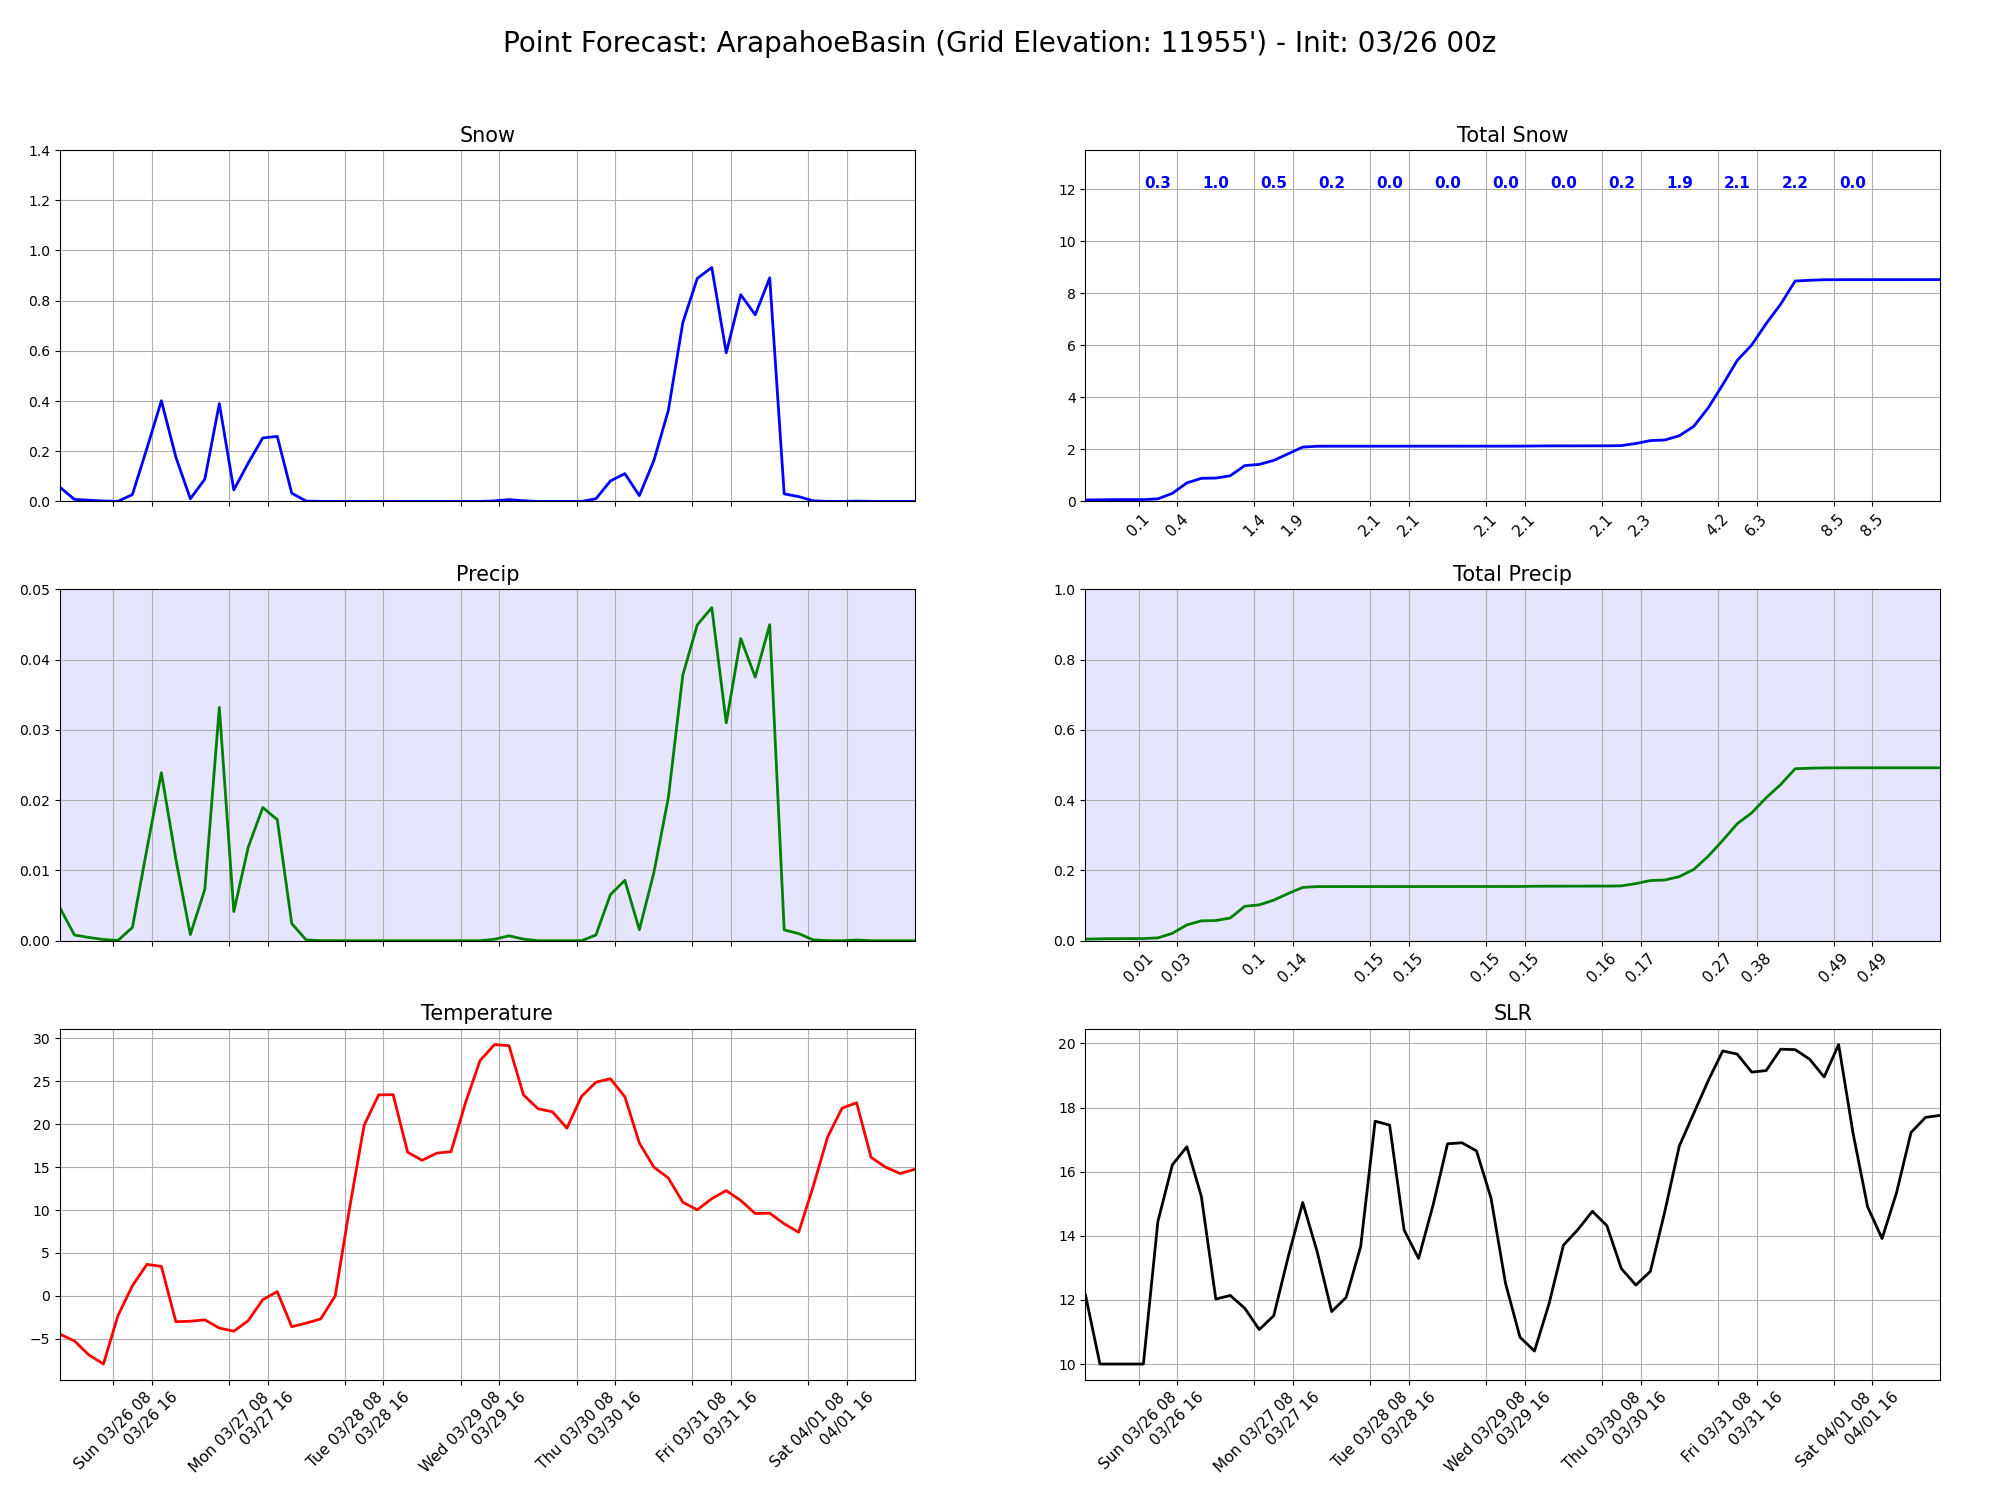 Point Forecast: ArapahoeBasin (Grid Elevation: 11955') - Init: 03/26 00z
Snow
1.4
1.2
1.0
0.8
0.6
0.4
0.2
0.0
Total Snow
0.3 1.0 0.5 0.2 0.0 0.0 0.0 0.0 0.2 1.9 2.1 2.2 0.0
12
10
8
6
4
2
0
0.1 0.4 1.4 1.9 2.1 2.1 2.1 2.1 2.1 2.3 4.2 6.3 8.5 8.5
Precip
0.05
0.04
0.03
0.02
0.01
0.00
Total Precip
1.0
0.8
0.6
0.4
0.2
0.0
0.01 0.03 0.1 0.14 0.15 0.15 0.15 0.15 0.16 0.17 0.27 0.38 0.49 0.49
Temperature
30
25
20
15
10
5
0
−5
Sun 03/26 08
03/26 16
Mon 03/27 08
03/27 16
Tue 03/28 08
03/28 16
Wed 03/29 08
03/29 16
Thu 03/30 08
03/30 16
Fri 03/31 08
03/31 16
Sat 04/01 08
04/01 16
SLR
20
18
16
14
12
10
Sun 03/26 08
03/26 16
Mon 03/27 08
03/27 16
Tue 03/28 08
03/28 16
Wed 03/29 08
03/29 16
Thu 03/30 08
03/30 16
Fri 03/31 08
03/31 16
Sat 04/01 08
04/01 16